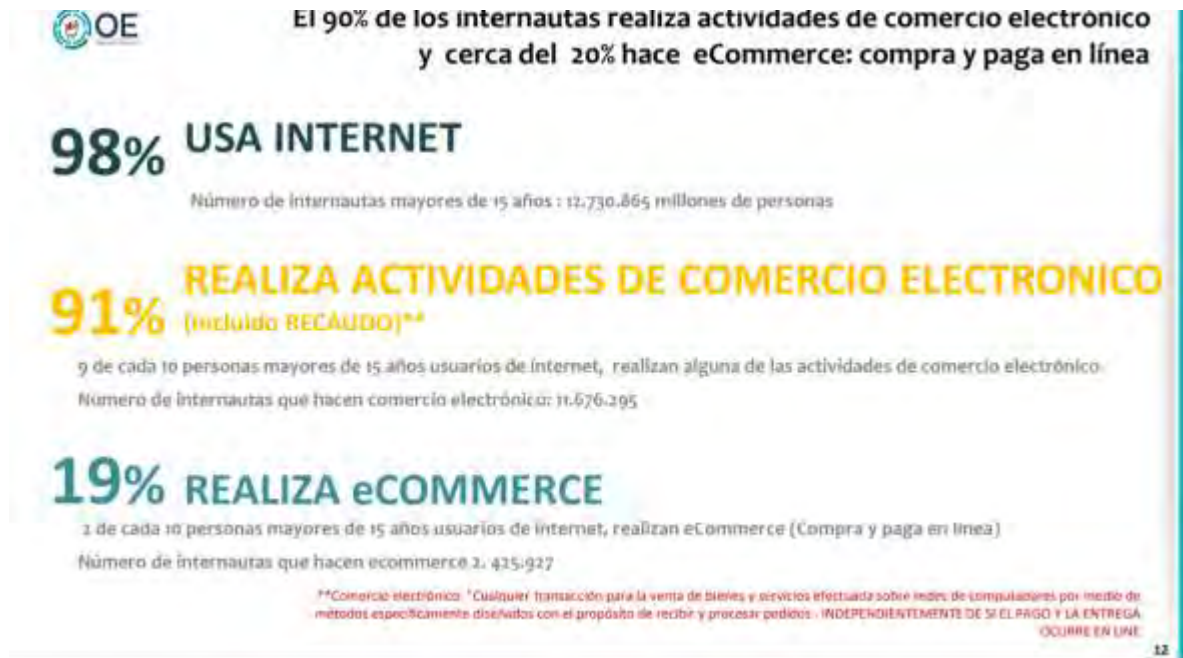 OE
El 90% de los internautas realiza actividades de comercio electrónico
y cerca del 20% hace eCommerce: compra y paga en línea
98% USA INTERNET
Número de internautas mayores de 15 años : 12.730.865 millones de personas
REALIZA ACTIVIDADES DE COMERCIO ELECTRONICO
91% (incluido RECAUDO)**
9 de cada 10 personas mayores de 15 años usuarios de internet, realizan alguna de las actividades de comercio electrónico.
Número de internautas que hacen comercio electrónico: 11.676.295
19% REALIZA eCOMMERCE
2 de cada 10 personas mayores de 15 años usuarios de internet, realizan eCommerce (Compra y paga en línea)
Número de internautas que hacen ecommerce 2. 425.927
**Comercio electrónico: "Cualquier transacción para la venta de bienes y servicios efectuada sobre redes de computadores por medio de
métodos específicamente diseñados con el propósito de recibir y procesar pedidos - INDEPENDIENTEMENTE DE SI EL PAGO Y LA ENTREGA
OCURRE EN LINE
12